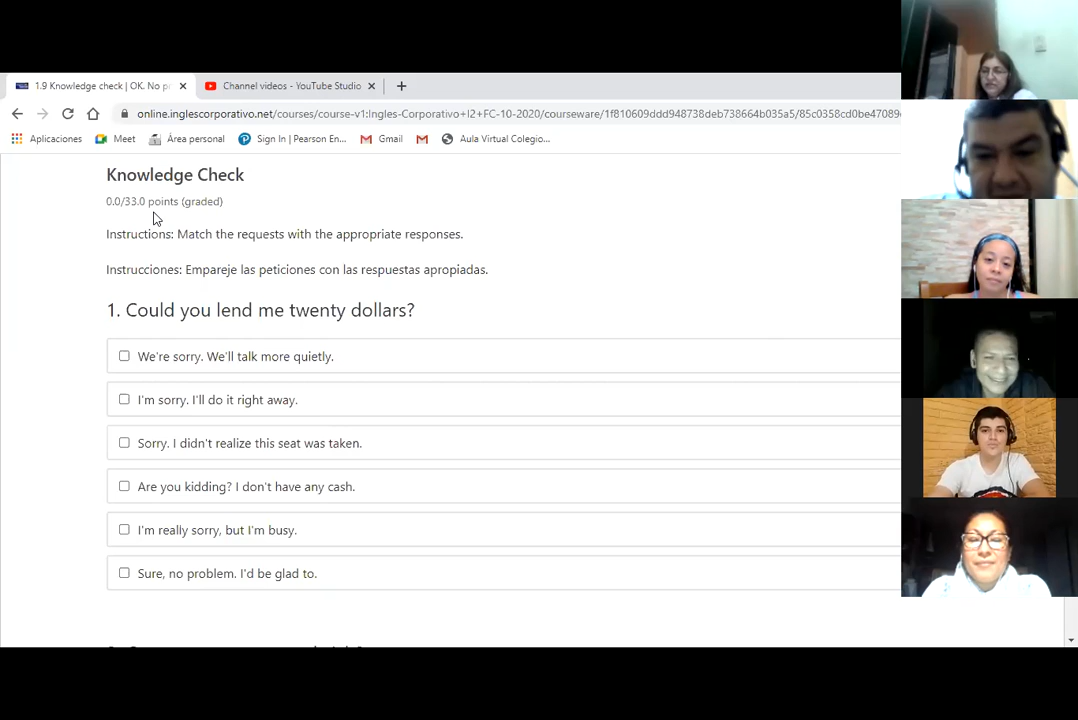 1.9 Knowledge check | OK. No p
Channel videos - YouTube Studio
online.inglescorporativo.net/courses/course-v1:Ingles-Corporativo+I2+FC-10-2020/courseware/1f810609ddd948738deb738664b035a5/85c0358cd0be47089
Aplicaciones
Meet
Área personal
Sign In | Pearson En...
Gmail
Aula Virtual Colegio...
Knowledge Check
0.0/33.0 points (graded)
Instructions: Match the requests with the appropriate responses.
Instrucciones: Empareje las peticiones con las respuestas apropiadas.
1. Could you lend me twenty dollars?
We're sorry. We'll talk more quietly.
I'm sorry. I'll do it right away.
Sorry. I didn't realize this seat was taken.
Are you kidding? I don't have any cash.
I'm really sorry, but I'm busy.
Sure, no problem. I'd be glad to.